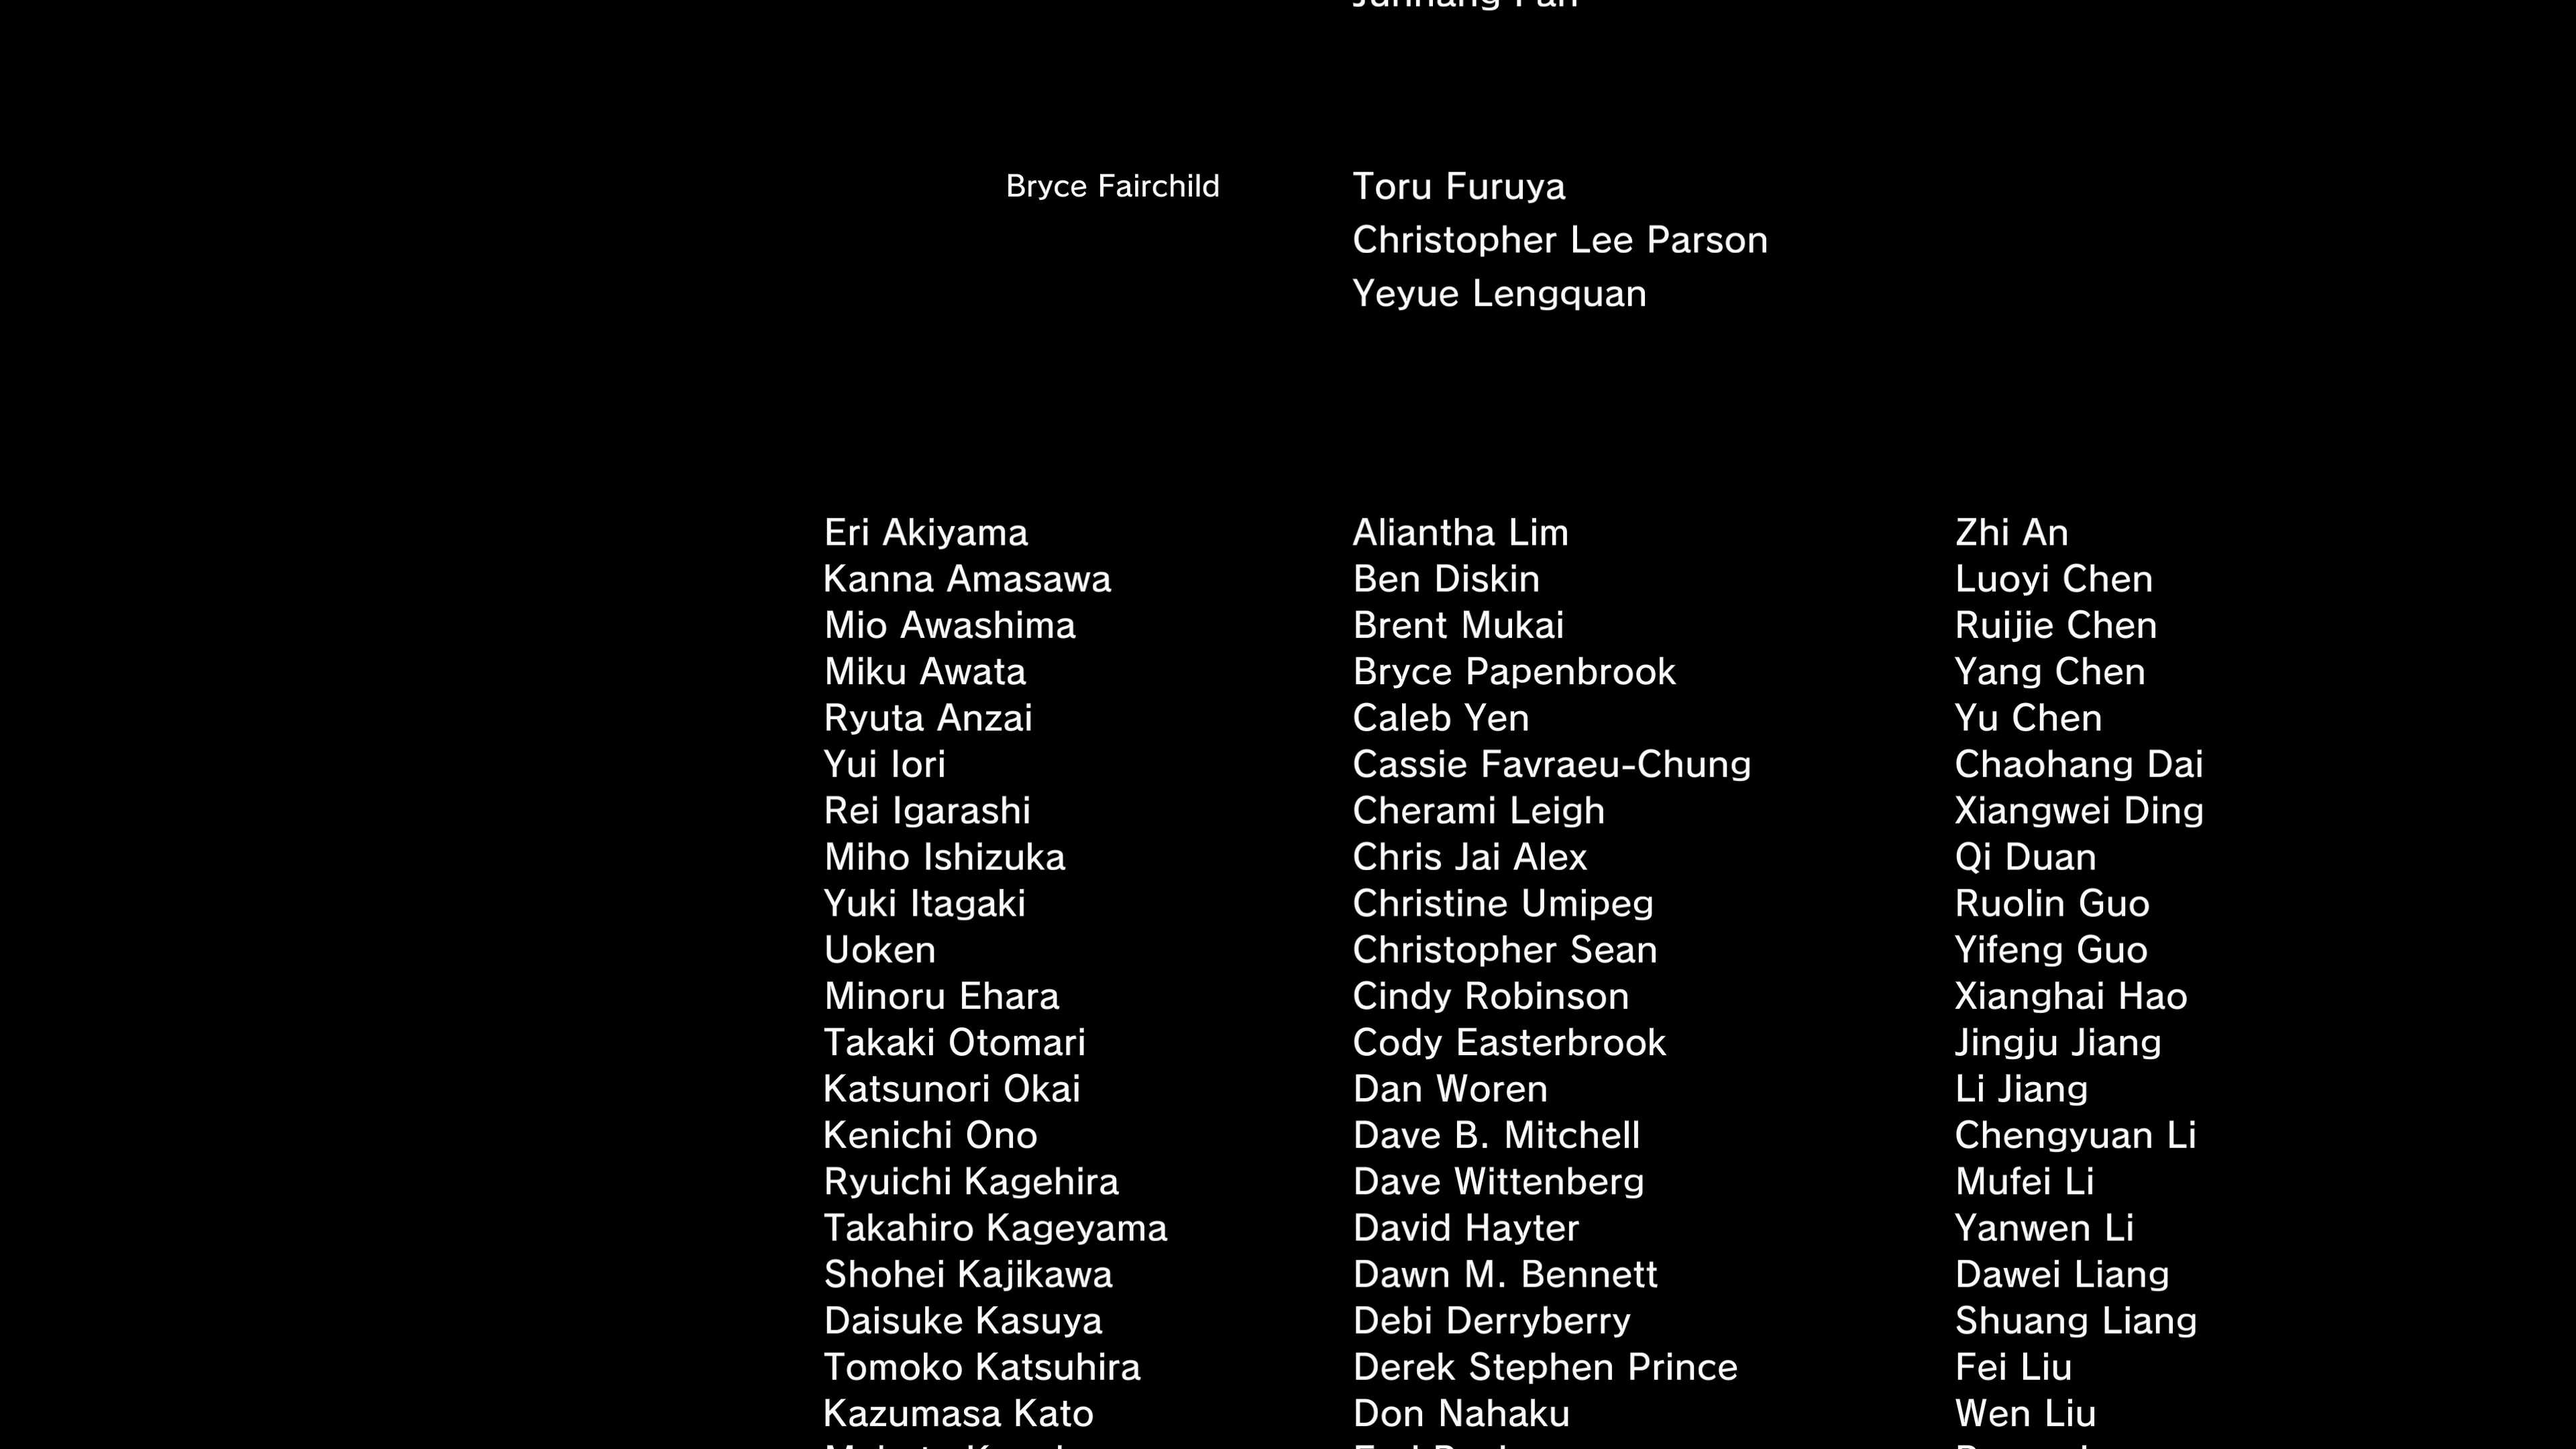 Bryce Fairchild Toru Furuya
Christopher Lee Parson
Yeyue Lengquan
Eri Akiyama Aliantha Lim Zhi An
Kanna Amasawa Ben Diskin Luoyi Chen
Mio Awashima Brent Mukai Ruijie Chen
Miku Awata Bryce Papenbrook Yang Chen
Ryuta Anzai Caleb Yen Yu Chen
Yui Iori Cassie Favraeu-Chung Chaohang Dai
Rei Igarashi Cherami Leigh Xiangwei Ding
Miho Ishizuka Chris Jai Alex Qi Duan
Yuki Itagaki Christine Umipeg Ruolin Guo
Uoken Christopher Sean Yifeng Guo
Minoru Ehara Cindy Robinson Xianghai Hao
Takaki Otomari Cody Easterbrook Jingju Jiang
Katsunori Okai Dan Woren Li Jiang
Kenichi Ono Dave B. Mitchell Chengyuan Li
Ryuichi Kagehira Dave Wittenberg Mufei Li
Takahiro Kageyama David Hayter Yanwen Li
Shohei Kajikawa Dawn M. Bennett Dawei Liang
Daisuke Kasuya Debi Derryberry Shuang Liang
Tomoko Katsuhira Derek Stephen Prince Fei Liu
Kazumasa Kato Don Nahaku Wen Liu